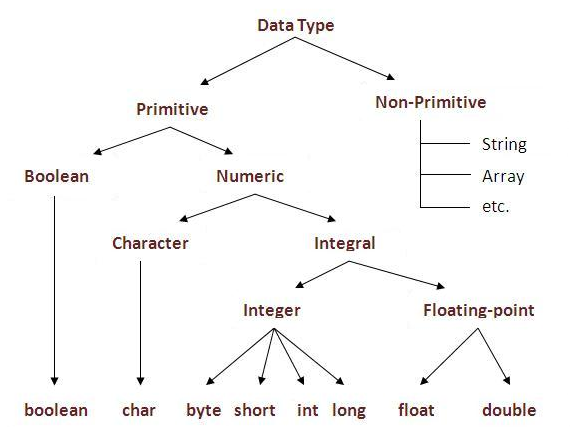 Data Type
Primitive
Non-Primitive
String
Array
etc.
Boolean
Numeric
Character
Integral
Integer
Floating-point
boolean char byte short int long float double